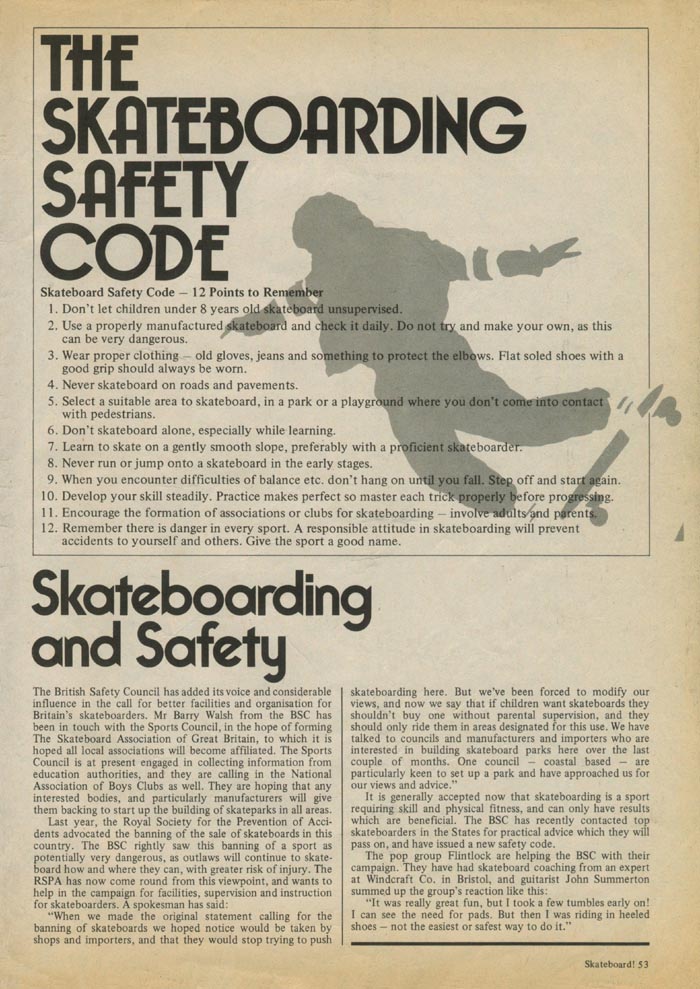 THE
SKATEBOARDING
SAFETY
CODE
Skateboard Safety Code – 12 Points to Remember
1. Don't let children under 8 years old skateboard unsupervised.
2. Use a properly manufactured skateboard and check it daily. Do not try and make your own, as this
can be very dangerous.
3. Wear proper clothing – old gloves, jeans and something to protect the elbows. Flat soled shoes with a
good grip should always be worn.
4. Never skateboard on roads and pavements.
5. Select a suitable area to skateboard, in a park or a playground where you don't come into contact
with pedestrians.
6. Don't skateboard alone, especially while learning.
7. Learn to skate on a gently smooth slope, preferably with a proficient skateboarder.
8. Never run or jump onto a skateboard in the early stages.
9. When you encounter difficulties of balance etc. don't hang on until you fall. Step off and start again.
10. Develop your skill steadily. Practice makes perfect so master each trick properly before progressing.
11. Encourage the formation of associations or clubs for skateboarding – involve adults and parents.
12. Remember there is danger in every sport. A responsible attitude in skateboarding will prevent
accidents to yourself and others. Give the sport a good name.
Skateboarding
and Safety
The British Safety Council has added its voice and considerable
influence in the call for better facilities and organisation for
Britain's skateboarders. Mr Barry Walsh from the BSC has
been in touch with the Sports Council, in the hope of forming
The Skateboard Association of Great Britain, to which it is
hoped all local associations will become affiliated. The Sports
Council is at present engaged in collecting information from
education authorities, and they are calling in the National
Association of Boys Clubs as well. They are hoping that any
interested bodies, and particularly manufacturers will give
them backing to start up the building of skateparks in all areas.
Last year, the Royal Society for the Prevention of Acci-
dents advocated the banning of the sale of skateboards in this
country. The BSC rightly saw this banning of a sport as
potentially very dangerous, as outlaws will continue to skate-
board how and where they can, with greater risk of injury. The
RSPA has now come round from this viewpoint, and wants to
help in the campaign for facilities, supervision and instruction
for skateboarders. A spokesman has said:
"When we made the original statement calling for the
banning of skateboards we hoped notice would be taken by
shops and importers, and that they would stop trying to push
skateboarding here. But we've been forced to modify our
views, and now we say that if children want skateboards they
shouldn't buy one without parental supervision, and they
should only ride them in areas designated for this use. We have
talked to councils and manufacturers and importers who are
interested in building skateboard parks here over the last
couple of months. One council – coastal based – are
particularly keen to set up a park and have approached us for
our views and advice."
It is generally accepted now that skateboarding is a sport
requiring skill and physical fitness, and can only have results
which are beneficial. The BSC has recently contacted top
skateboarders in the States for practical advice which they will
pass on, and have issued a new safety code.
The pop group Flintlock are helping the BSC with their
campaign. They have had skateboard coaching from an expert
at Windcraft Co, in Bristol, and guitarist John Summerton
summed up the group's reaction like this:
"It was really great fun, but I took a few tumbles early on!
I can see the need for pads. But then I was riding in heeled
shoes – not the easiest or safest way to do it."
Skateboard! 53